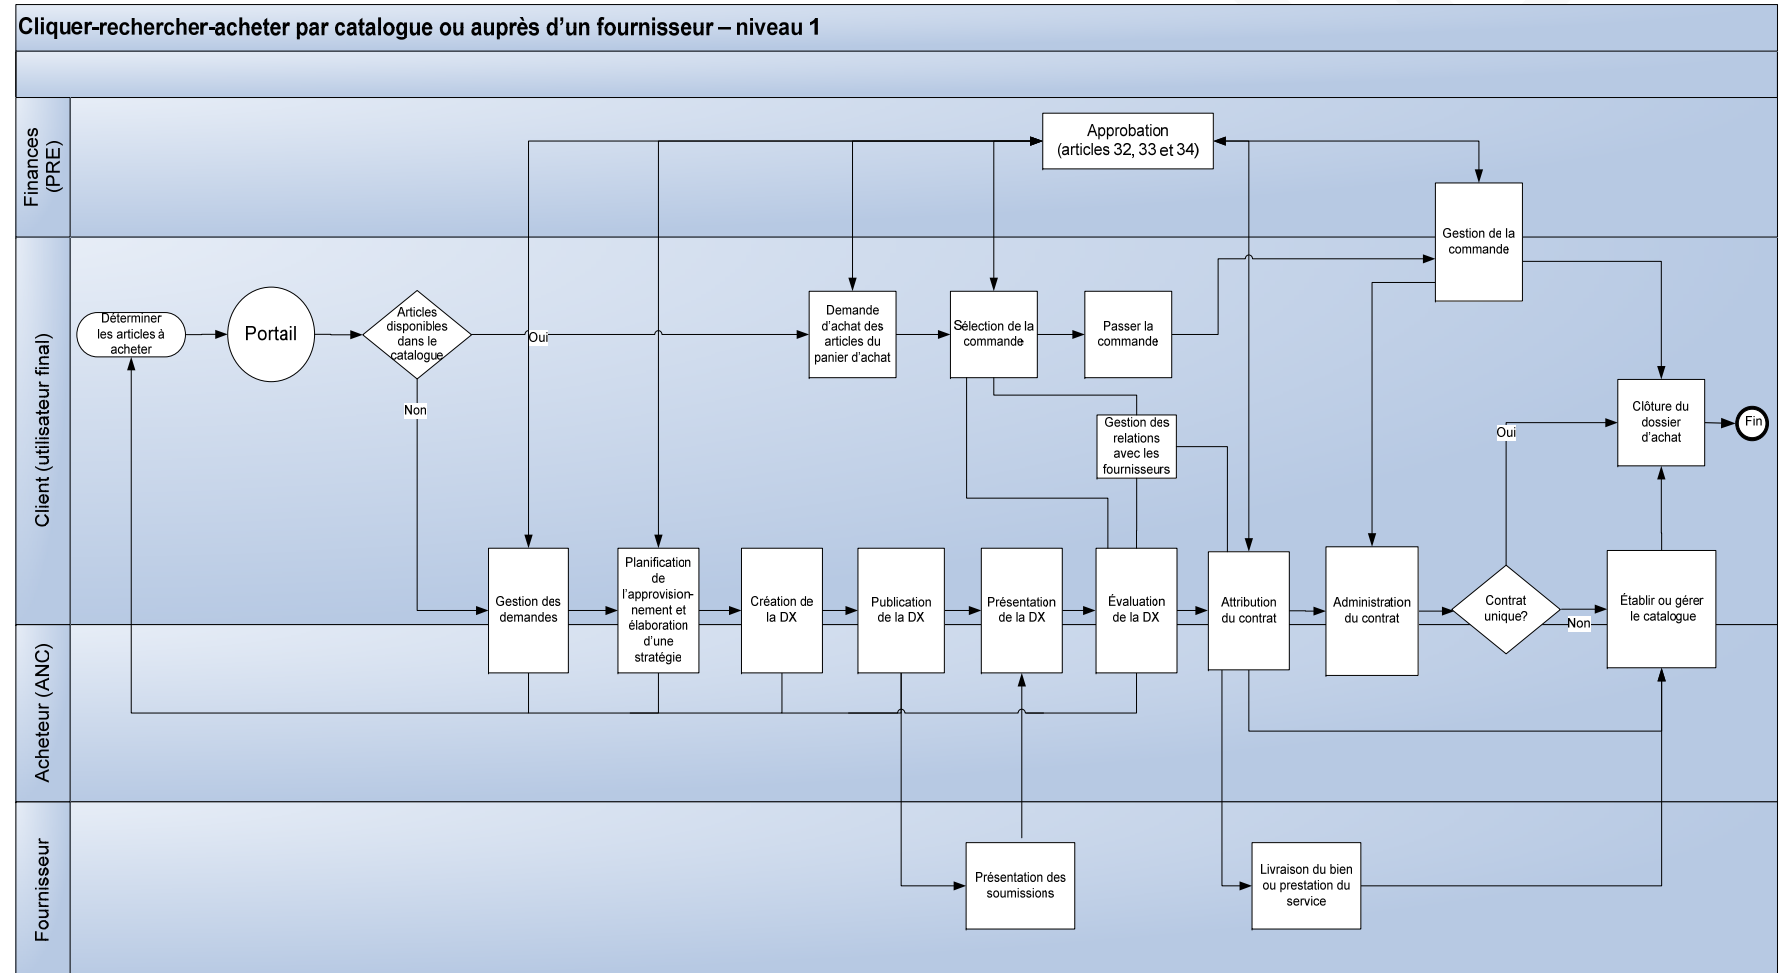 Cliquer-rechercher-acheter par catalogue ou auprès d'un fournisseur – niveau 1
Finances
(PRE)
Approbation
(articles 32, 33 et 34)
Gestion de la
commande
Client (utilisateur final)
Déterminer
les articles à
acheter
Portail
Articles
disponibles
dans le
catalogue
Oui
Non
Demande
d'achat des
articles du
panier d'achat
Sélection de la
commande
Passer la
commande
Gestion des
relations
avec les
fournisseurs
Oui
Clôture du
dossier
d'achat
Fin
Gestion des
demandes
Planification
de
l'approvision-
nement et
élaboration
d'une
stratégie
Création de
la DX
Publication
de la DX
Présentation
de la DX
Évaluation
de la DX
Attribution
du contrat
Administration
du contrat
Contrat
unique?
Non
Établir ou gérer
le catalogue
Acheteur (ANC)
Fournisseur
Présentation des
soumissions
Livraison du bien
ou prestation du
service